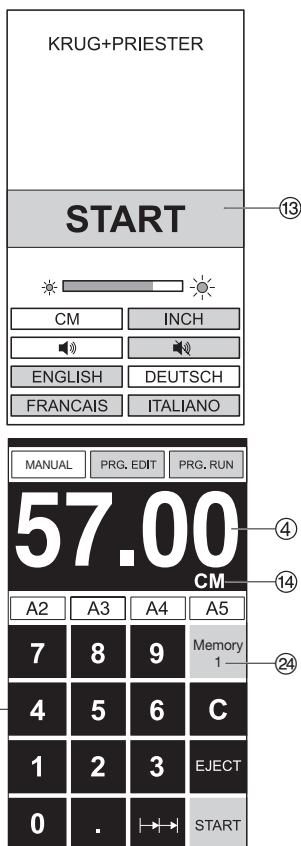 KRUG+PRIESTER
START
⑬
CM INCH
ENGLISH DEUTSCH
FRANCAIS ITALIANO
MANUAL PRG. EDIT PRG. RUN
57.00
④
CM
⑭
A2 A3 A4 A5
7 8 9 Memory
1
㉔
4 5 6 C
1 2 3 EJECT
0 . START